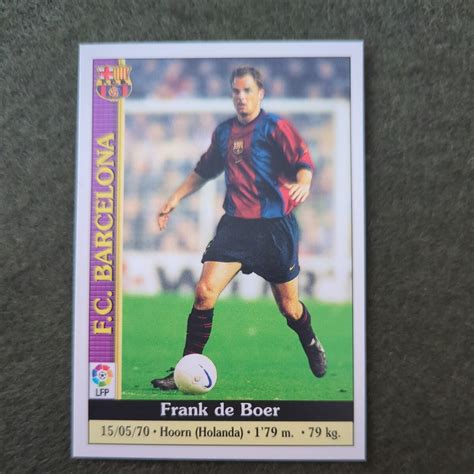 F.C. BARCELONA
LFP
Frank de Boer
15/05/70 • Hoorn (Holanda) • 1'79 m. • 79 kg.